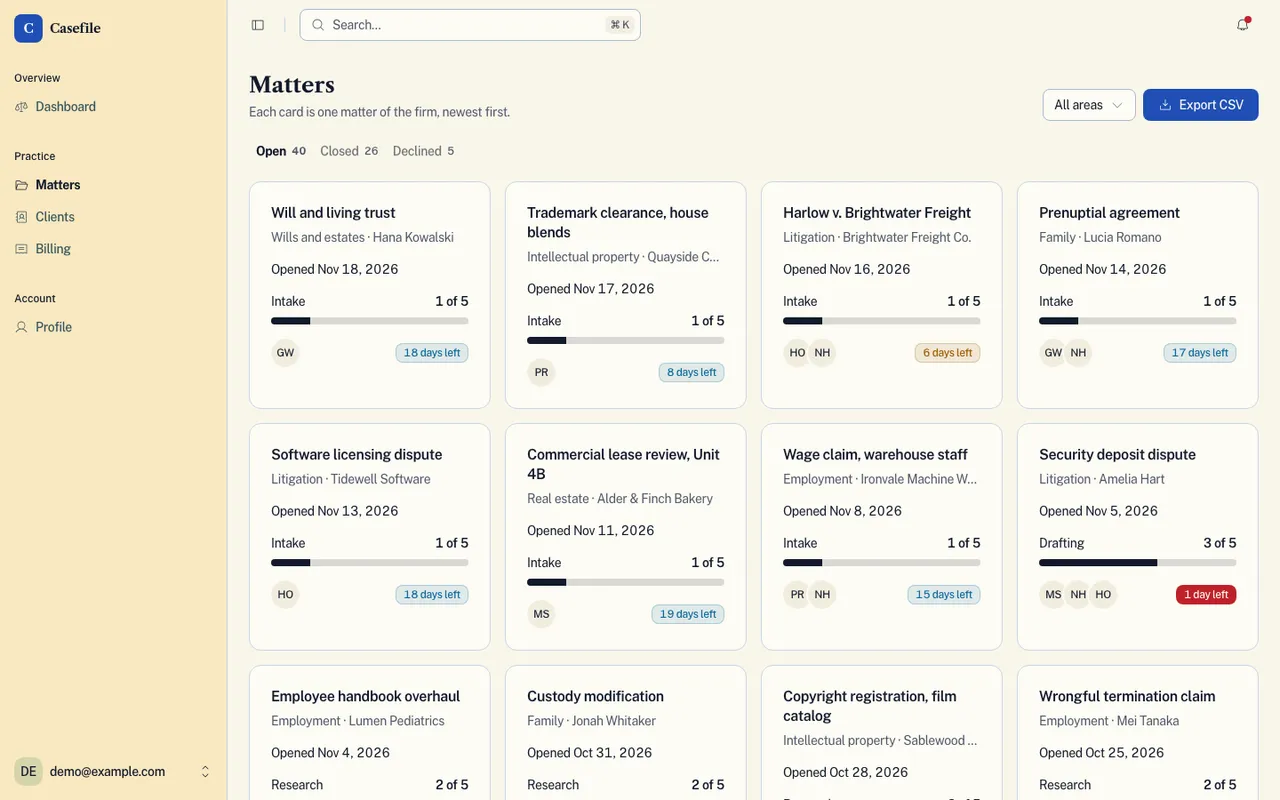 C Casefile
Overview
Dashboard
Practice
Matters
Clients
Billing
Account
Profile
DE demo@example.com
Search... ⌘ K
Matters
Each card is one matter of the firm, newest first.
All areas
Export CSV
Open 40 Closed 26 Declined 5
Will and living trust
Wills and estates · Hana Kowalski
Opened Nov 18, 2026
Intake 1 of 5
GW 18 days left
Trademark clearance, house
blends
Intellectual property · Quayside C...
Opened Nov 17, 2026
Intake 1 of 5
PR 8 days left
Harlow v. Brightwater Freight
Litigation · Brightwater Freight Co.
Opened Nov 16, 2026
Intake 1 of 5
HO NH 6 days left
Prenuptial agreement
Family · Lucia Romano
Opened Nov 14, 2026
Intake 1 of 5
GW NH 17 days left
Software licensing dispute
Litigation · Tidewell Software
Opened Nov 13, 2026
Intake 1 of 5
HO 18 days left
Commercial lease review, Unit
4B
Real estate · Alder & Finch Bakery
Opened Nov 11, 2026
Intake 1 of 5
MS 19 days left
Wage claim, warehouse staff
Employment · Ironvale Machine W...
Opened Nov 8, 2026
Intake 1 of 5
PR NH 15 days left
Security deposit dispute
Litigation · Amelia Hart
Opened Nov 5, 2026
Drafting 3 of 5
MS NH HO 1 day left
Employee handbook overhaul
Employment · Lumen Pediatrics
Opened Nov 4, 2026
Research 2 of 5
Custody modification
Family · Jonah Whitaker
Opened Oct 31, 2026
Research 2 of 5
Copyright registration, film
catalog
Intellectual property · Sablewood ...
Opened Oct 28, 2026
Wrongful termination claim
Employment · Mei Tanaka
Opened Oct 25, 2026
Research 2 of 5